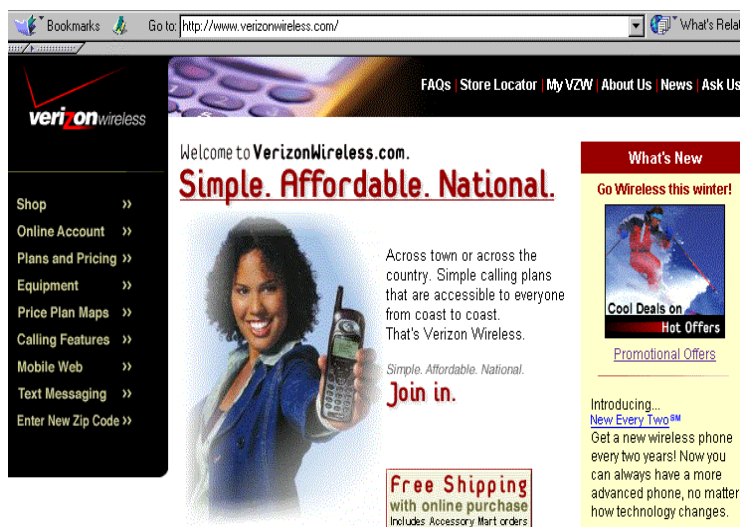 Bookmarks Go to: http://www.verizonwireless.com/ What's Rela
FAQs | Store Locator | My VZW | About Us | News | Ask Us
verizonwireless
Shop »
Online Account »
Plans and Pricing »
Equipment »
Price Plan Maps »
Calling Features »
Mobile Web »
Text Messaging »
Enter New Zip Code »
Welcome to VerizonWireless.com.
Simple. Affordable. National.
Across town or across the
country. Simple calling plans
that are accessible to everyone
from coast to coast.
That's Verizon Wireless.
Simple. Affordable. National.
Join in.
Free Shipping
with online purchase
Includes Accessory Mart orders
What's New
Go Wireless this winter!
Cool Deals on
Hot Offers
Promotional Offers
Introducing...
New Every Two℠
Get a new wireless phone
every two years! Now you
can always have a more
advanced phone, no matter
how technology changes.